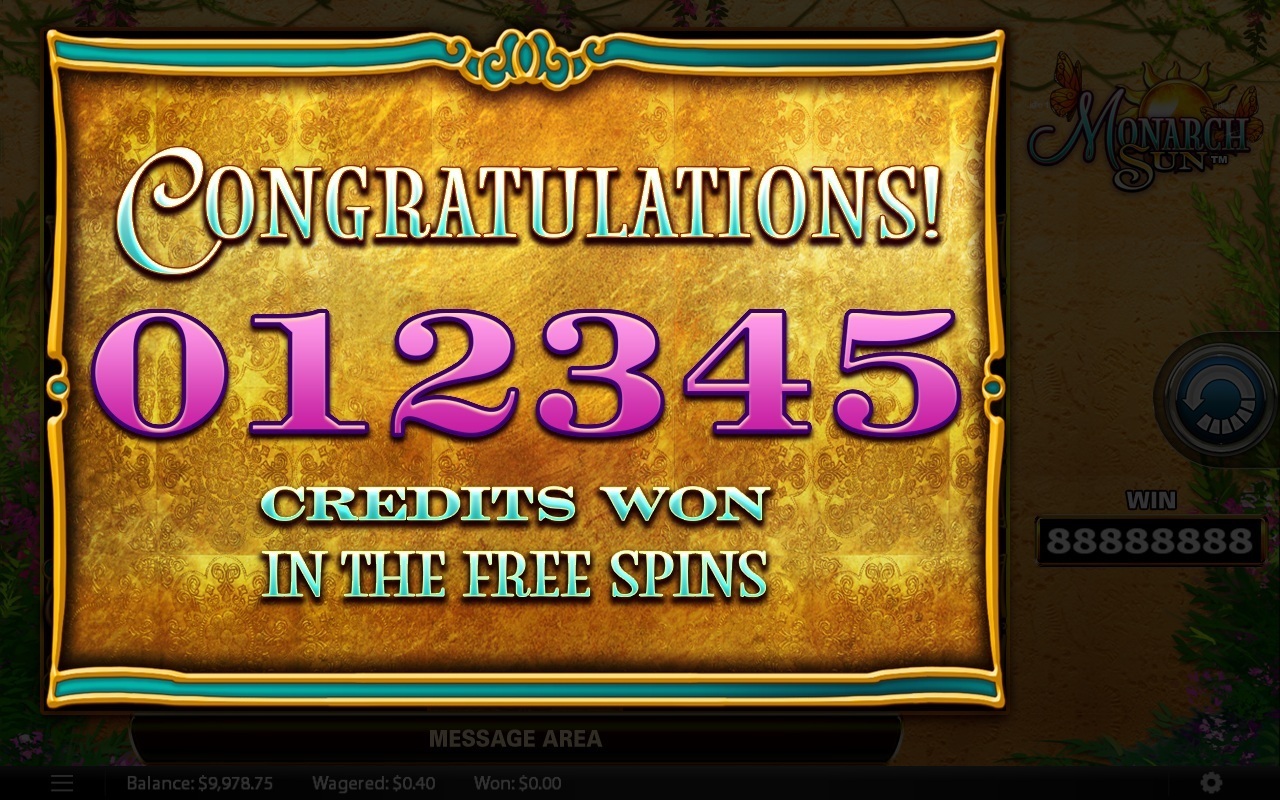 Congratulations!
012345
CREDITS WON
IN THE FREE SPINS
Monarch
Sun™
WIN
88888888
MESSAGE AREA
Balance: $9,978.75 Wagered: $0.40 Won: $0.00